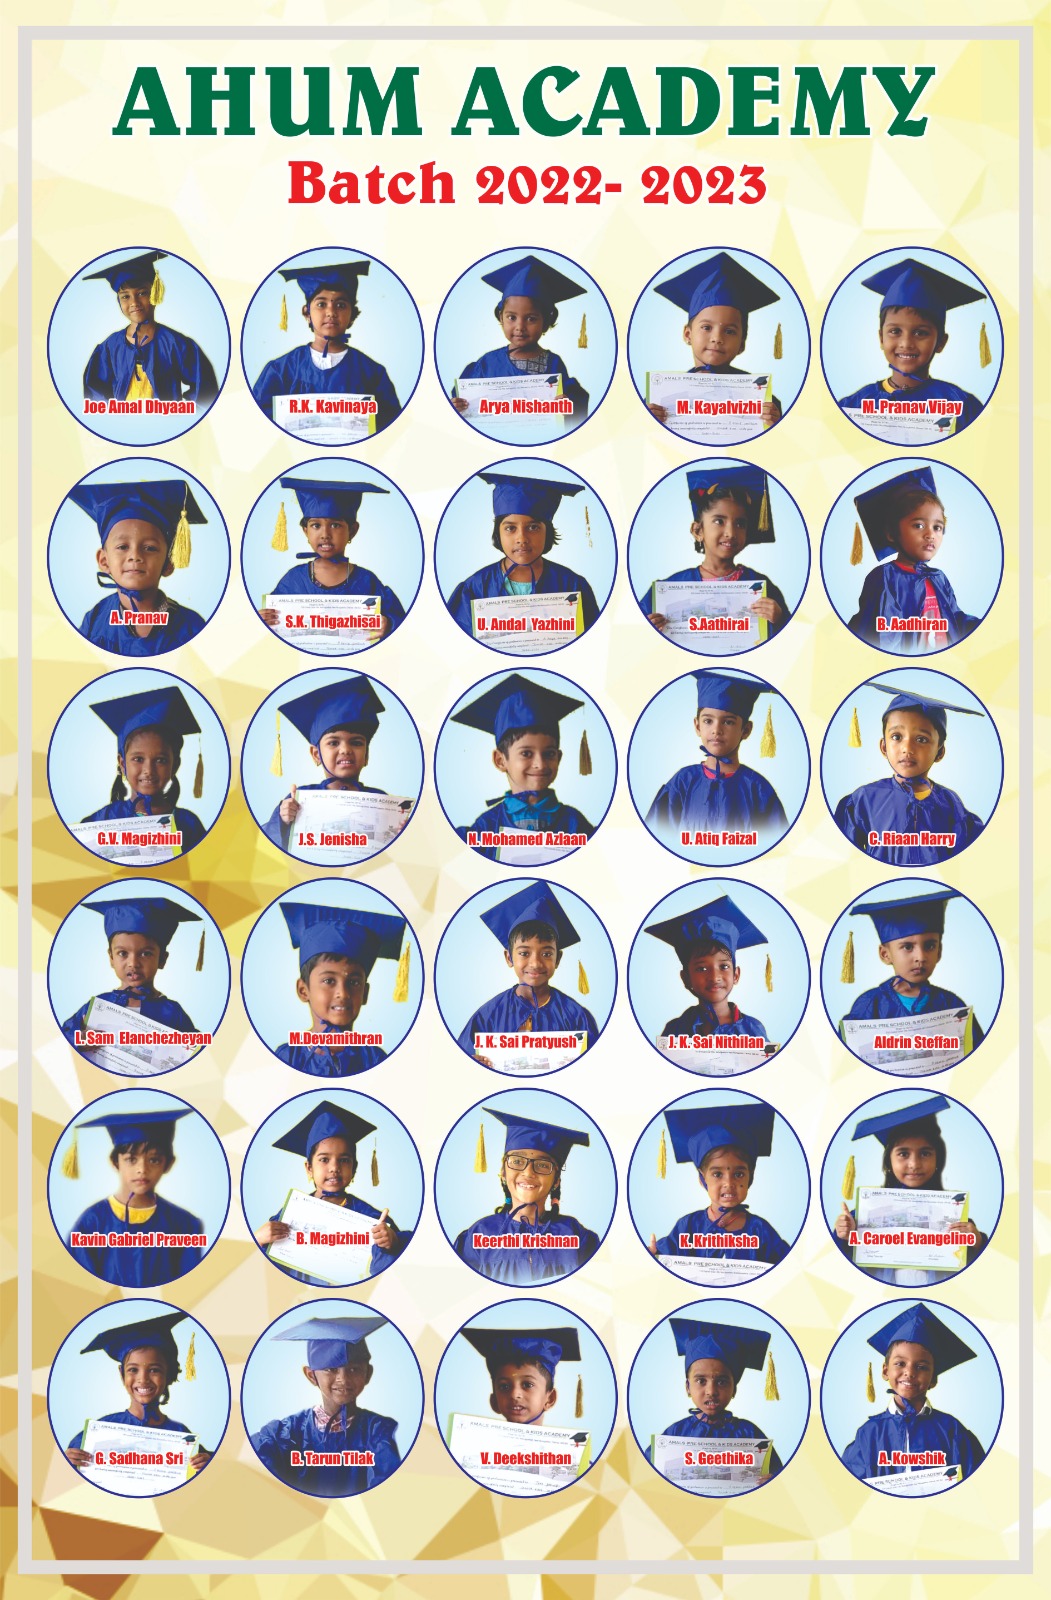 AHUM ACADEMY
Batch 2022- 2023
Joe Amal Dhyaan
R.K. Kavinaya
Arya Nishanth
M. Kayalvizhi
M. Pranav Vijay
A. Pranav
S.K. Thigazhisai
U. Andal Yazhini
S.Aathirai
B. Aadhiran
G.V. Magizhini
J.S. Jenisha
N. Mohamed Azlaan
U. Atiq Faizal
C. Riaan Harry
L. Sam Elanchezheyan
M.Devamithran
J. K. Sai Pratyush
J. K. Sai Nithilan
Aldrin Steffan
Kavin Gabriel Praveen
B. Magizhini
Keerthi Krishnan
K. Krithiksha
A. Caroel Evangeline
G. Sadhana Sri
B. Tarun Tilak
V. Deekshithan
S. Geethika
A. Kowshik